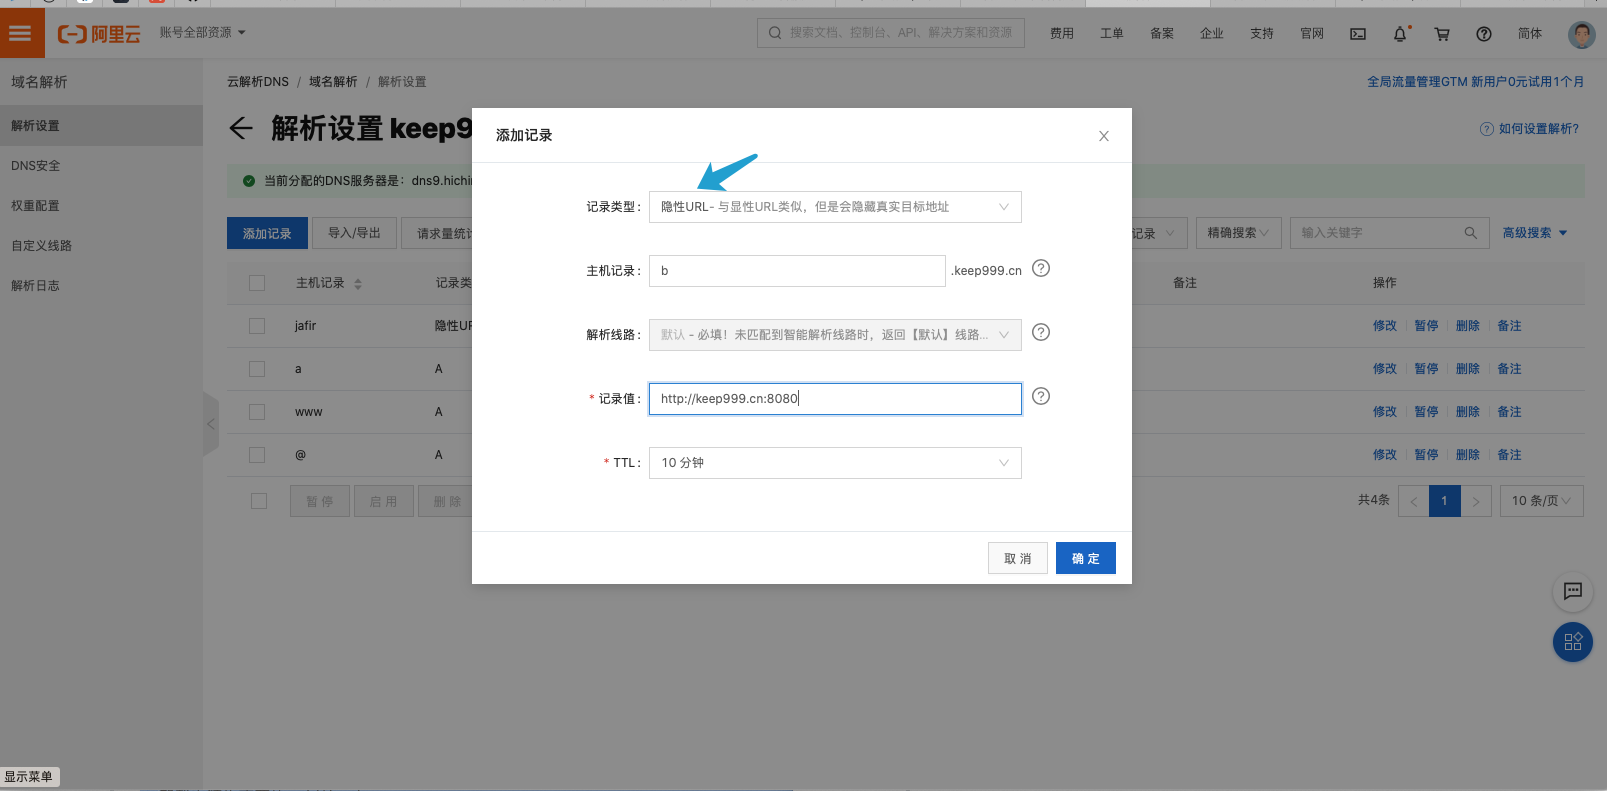 阿里云
账号全部资源
搜索文档、控制台、API、解决方案和资源
费用
工单
备案
企业
支持
官网
简体
域名解析
解析设置
DNS安全
权重配置
自定义线路
解析日志
云解析DNS / 域名解析 / 解析设置
全局流量管理GTM 新用户0元试用1个月
解析设置 keep9
如何设置解析?
当前分配的DNS服务器是：dns9.hichin
添加记录
导入/导出
请求量统计
记录
精确搜索
输入关键字
高级搜索
主机记录
记录类
备注
操作
jafir
隐性UR
修改 暂停 删除 备注
a
A
修改 暂停 删除 备注
www
A
修改 暂停 删除 备注
@
A
修改 暂停 删除 备注
暂 停
启 用
删 除
共4条
1
10 条/页
添加记录
记录类型：
隐性URL- 与显性URL类似，但是会隐藏真实目标地址
主机记录：
b
.keep999.cn
解析线路：
默认 - 必填！未匹配到智能解析线路时，返回【默认】线路...
* 记录值：
http://keep999.cn:8080
* TTL：
10 分钟
取 消
确 定
显示菜单